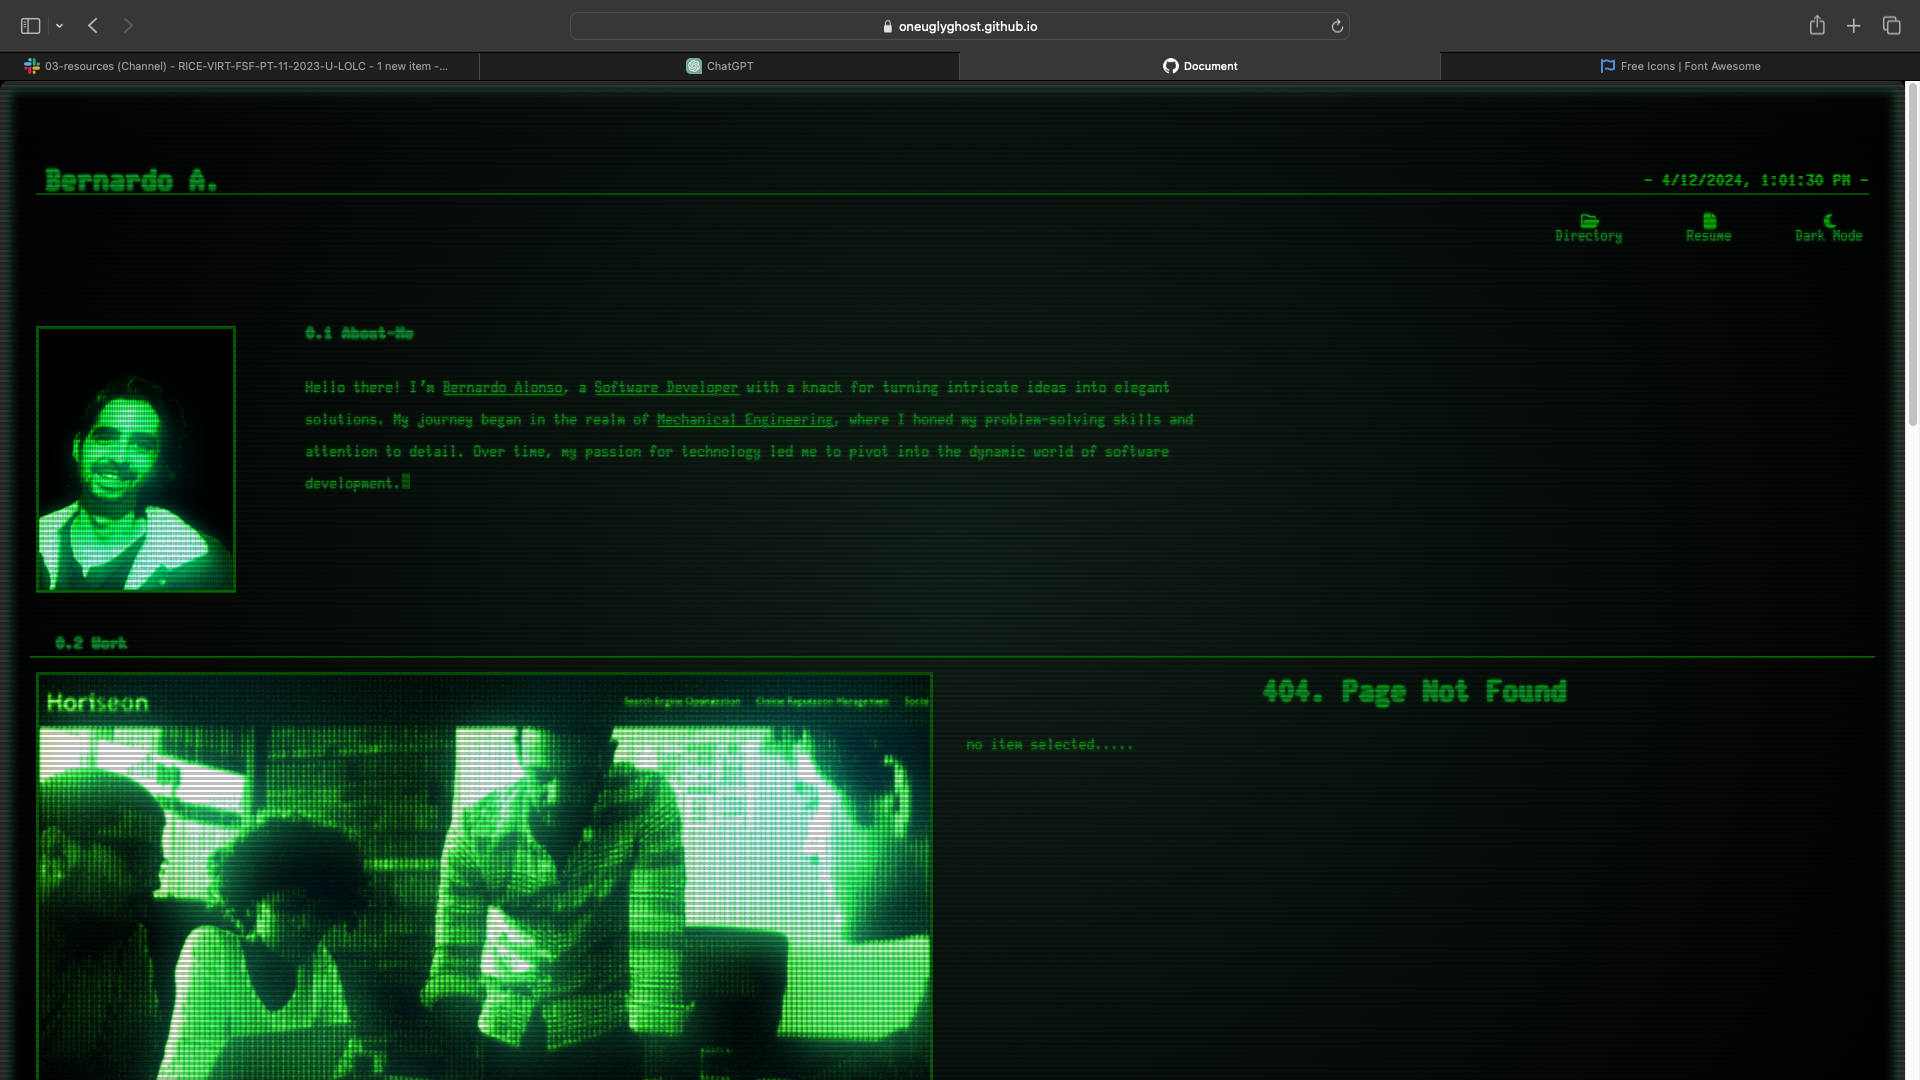 oneuglyghost.github.io
03-resources (Channel) - RICE-VIRT-FSF-PT-11-2023-U-LOLC - 1 new item -...
ChatGPT
Document
Free Icons | Font Awesome
Bernardo A.
- 4/12/2024, 1:01:30 PM -
Directory
Resume
Dark Mode
0.1 About-Me
Hello there! I'm Bernardo Alonso, a Software Developer with a knack for turning intricate ideas into elegant
solutions. My journey began in the realm of Mechanical Engineering, where I honed my problem-solving skills and
attention to detail. Over time, my passion for technology led me to pivot into the dynamic world of software
development.
0.2 Work
Horiseon
Search Engine Optimization
Online Reputation Management
Social
404. Page Not Found
no item selected.....